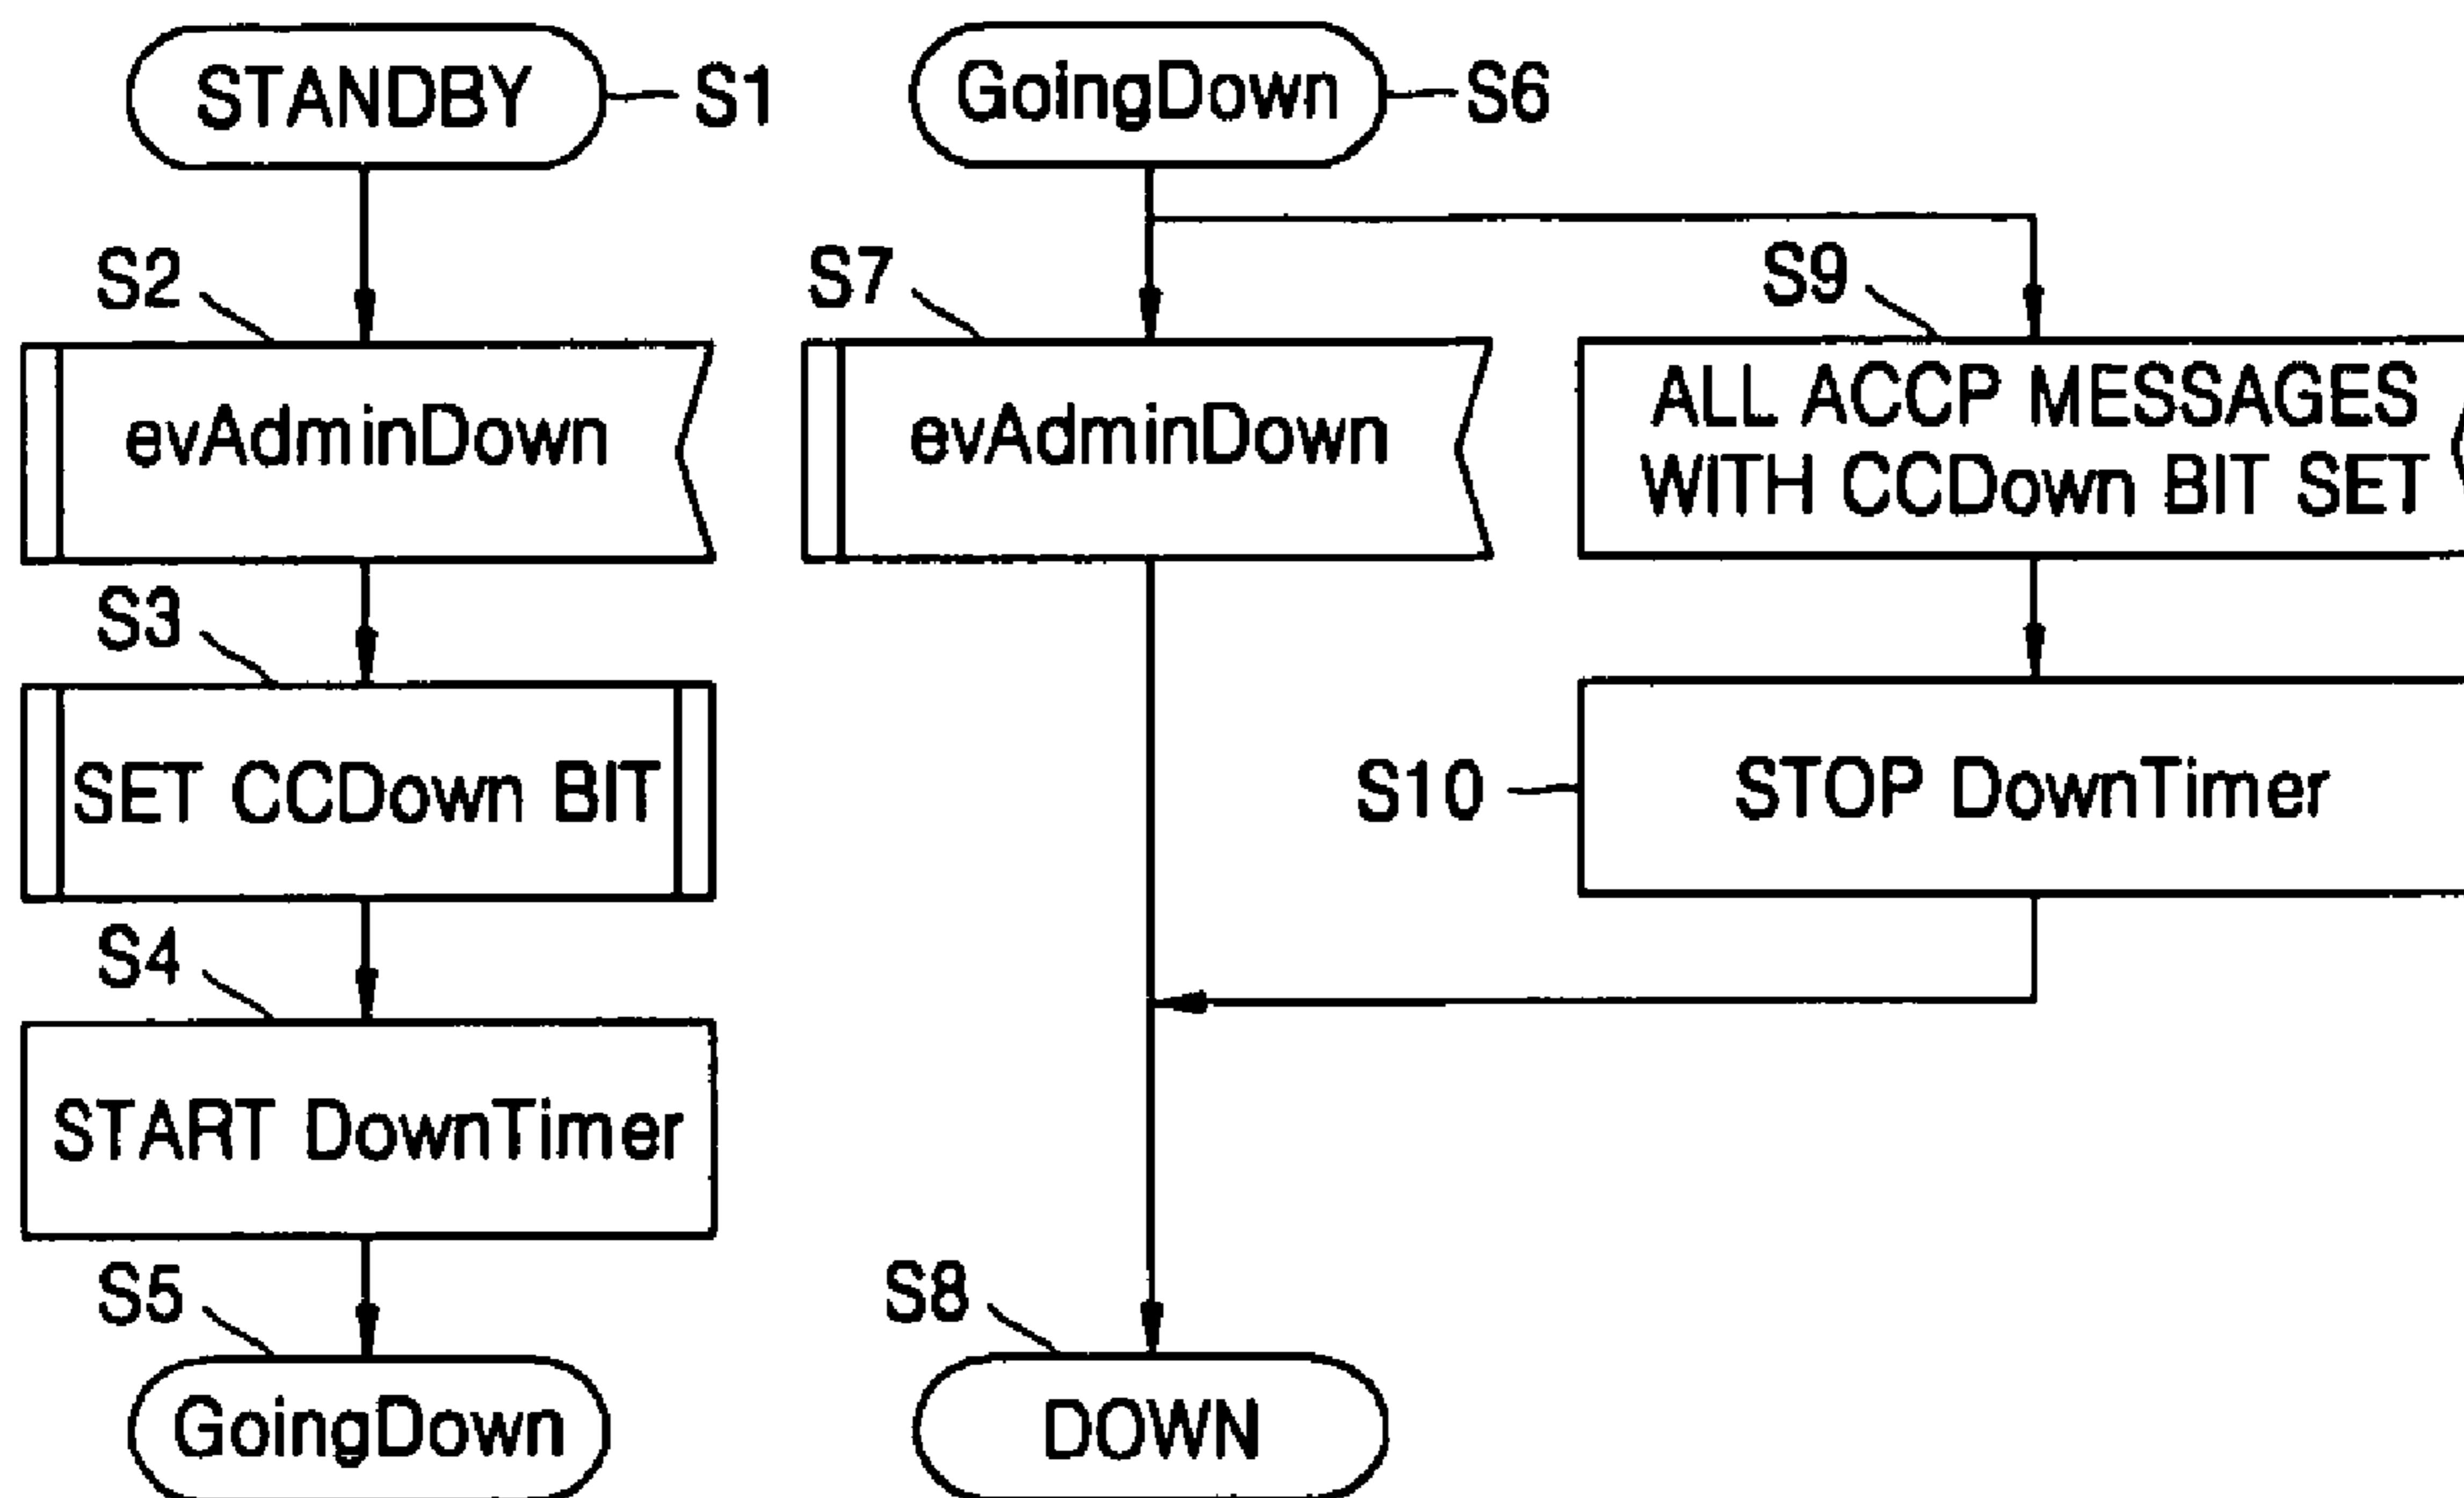 STANDBY
S1
S2
evAdminDown
S3
SET CCDown BIT
S4
START DownTimer
S5
GoingDown
GoingDown
S6
S7
evAdminDown
S9
ALL ACCP MESSAGES
WITH CCDown BIT SET
S10
STOP DownTimer
S8
DOWN